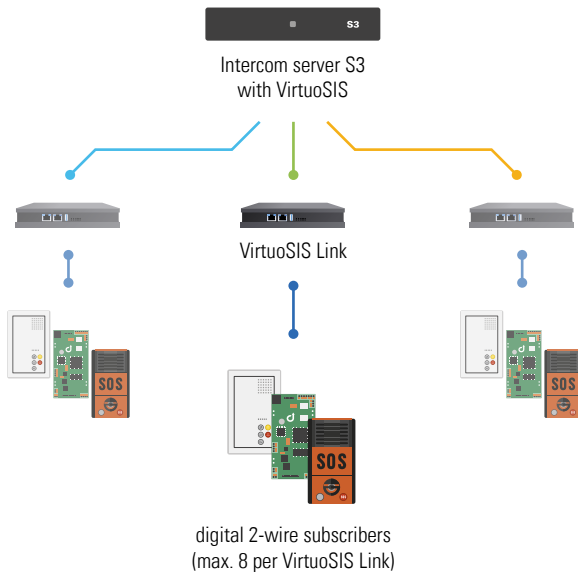 S3
Intercom server S3
with VirtuoSIS
VirtuoSIS Link
SOS
SOS
SOS
digital 2-wire subscribers
(max. 8 per VirtuoSIS Link)